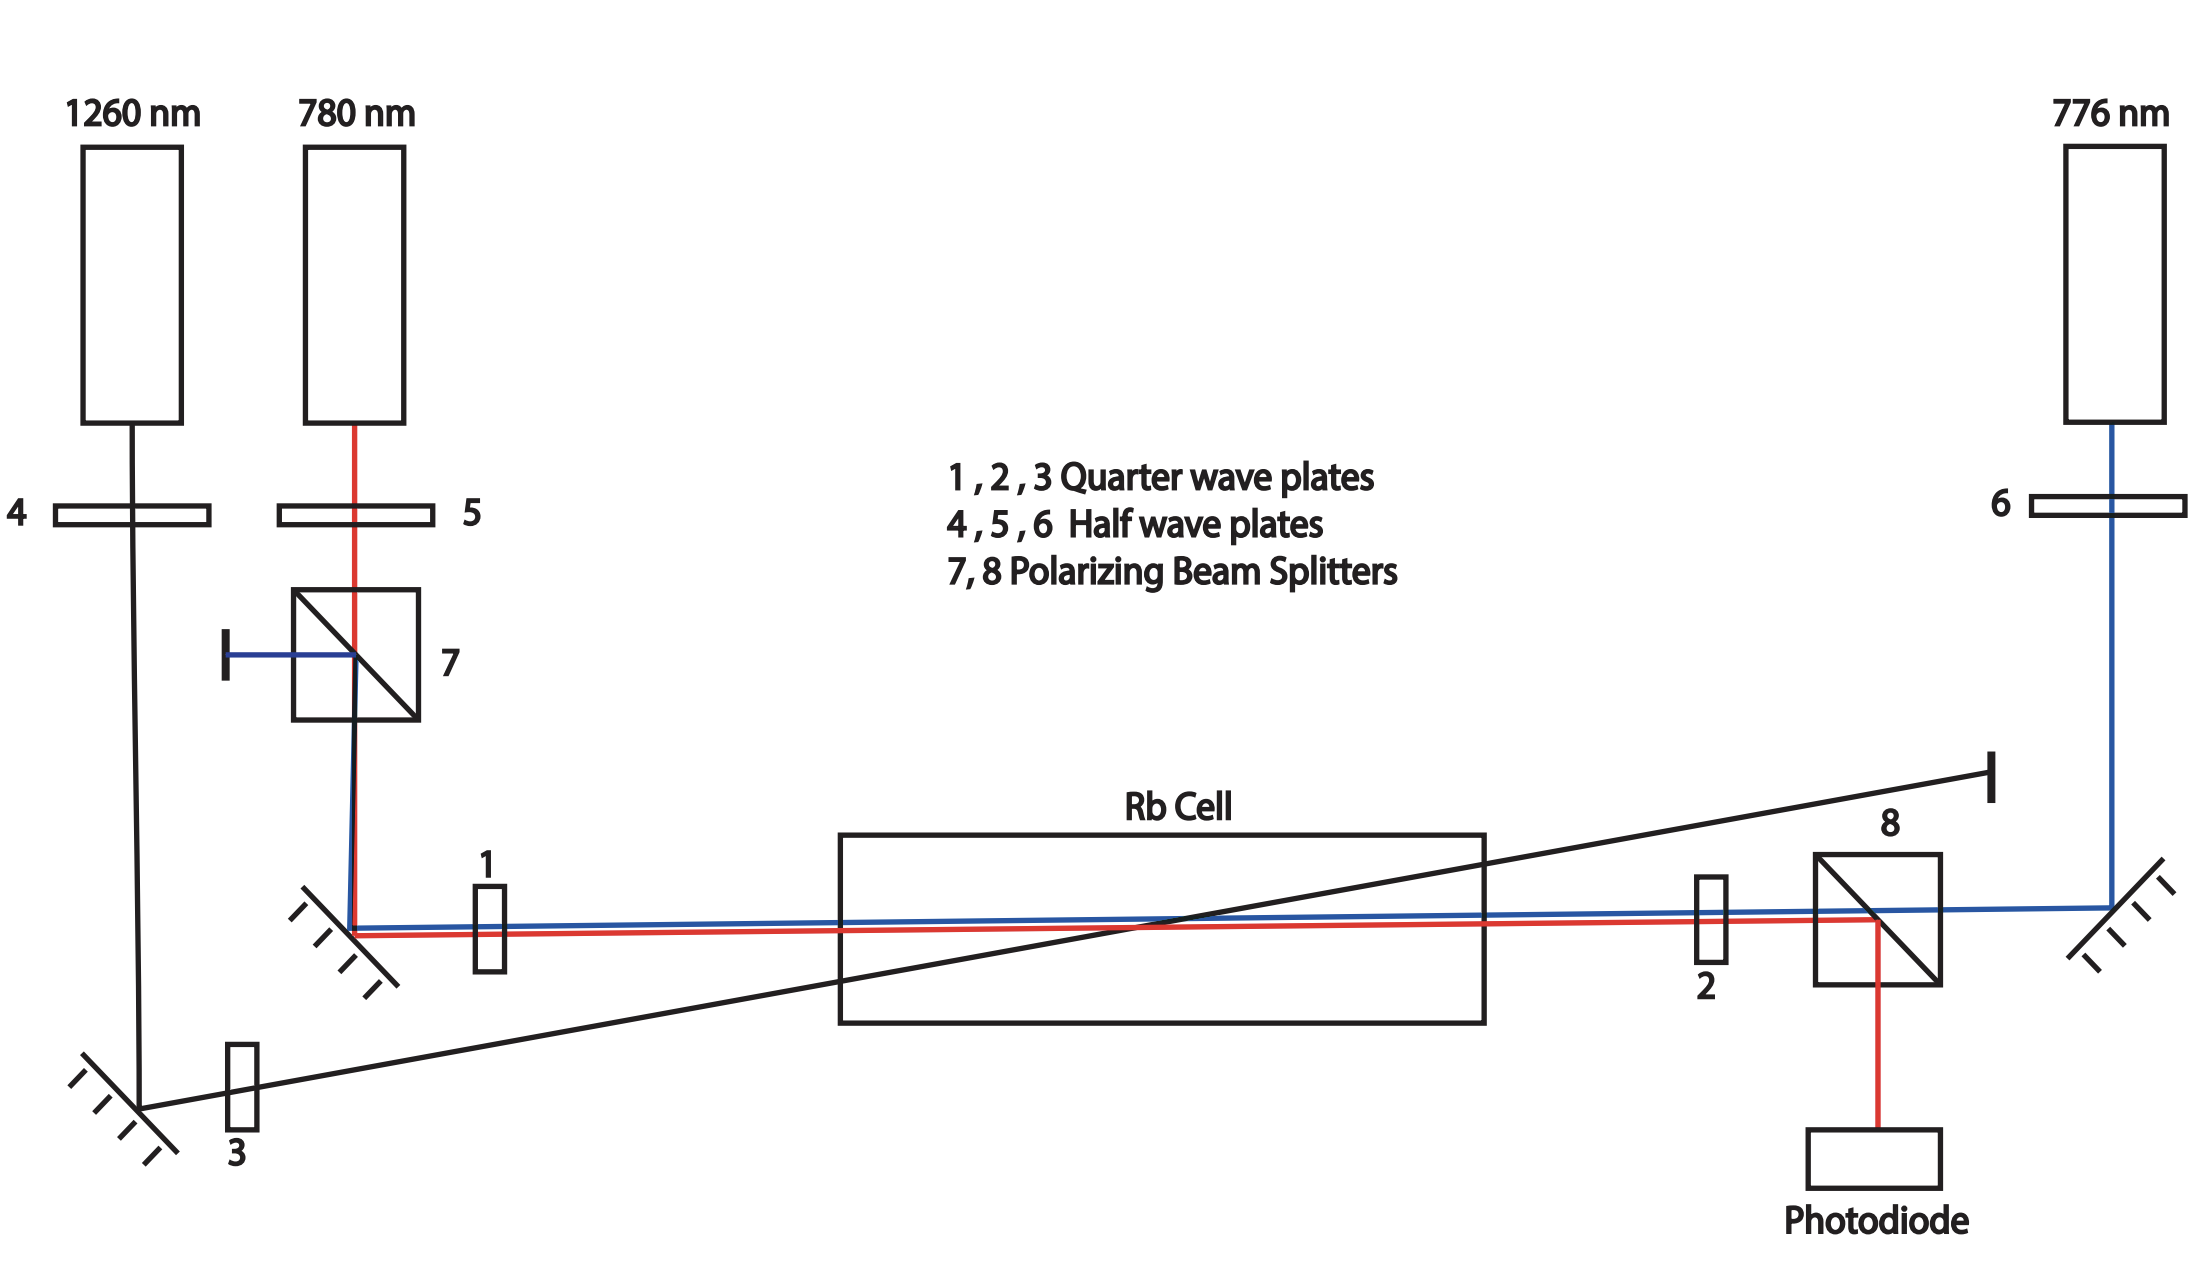 1260 nm
780 nm
776 nm
4
5
6
1 , 2 , 3 Quarter wave plates
4 , 5 , 6 Half wave plates
7, 8 Polarizing Beam Splitters
7
Rb Cell
8
1
2
3
Photodiode